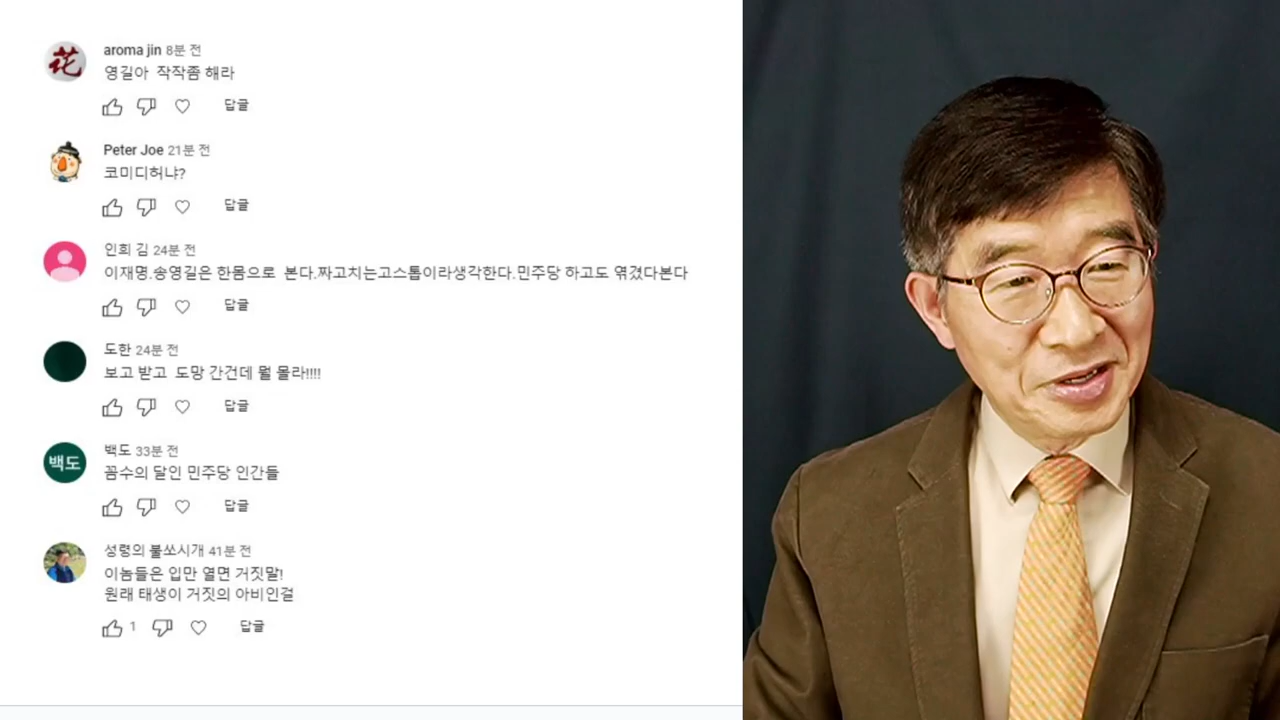 花
aroma jin 8분 전
영길아 작작좀 해라
답글
Peter Joe 21분 전
코미디허냐?
답글
인희 김 24분 전
이재명.송영길은 한몸으로 본다.짜고치는고스톱이라생각한다.민주당 하고도 엮겼다본다
답글
도한 24분 전
보고 받고 도망 간건데 뭘 몰라!!!!
답글
백도
백도 33분 전
꼼수의 달인 민주당 인간들
답글
성령의 불쏘시개 41분 전
이놈들은 입만 열면 거짓말!
원래 태생이 거짓의 아비인걸
1 답글